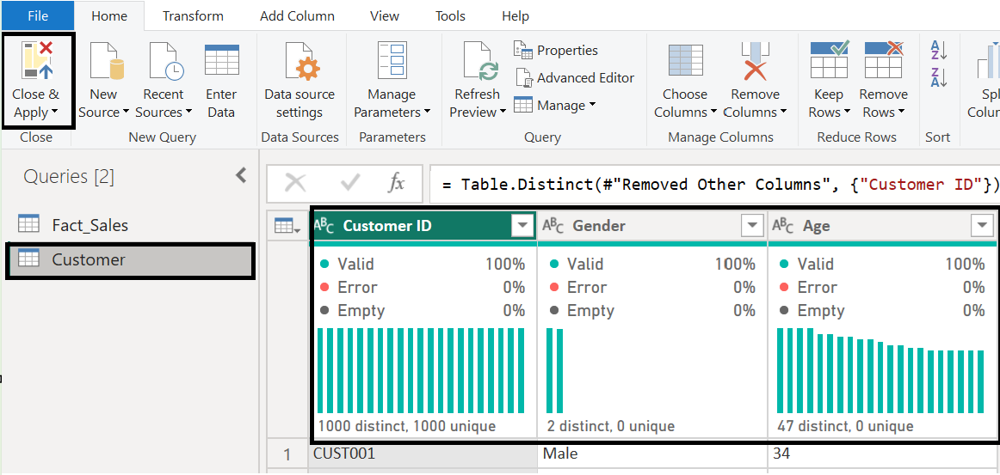 File Home Transform Add Column View Tools Help
Close & Apply
New Source
Recent Sources
Enter Data
Data source settings
Manage Parameters
Refresh Preview
Properties
Advanced Editor
Manage
Choose Columns
Remove Columns
Keep Rows
Remove Rows
A
Z
Z
A
Close
New Query
Data Sources
Parameters
Query
Manage Columns
Reduce Rows
Sort
Queries [2]
Fact_Sales
Customer
fx
= Table.Distinct(#"Removed Other Columns", {"Customer ID"})
ABC Customer ID
ABC Gender
ABC Age
Valid 100%
Error 0%
Empty 0%
1000 distinct, 1000 unique
Valid 100%
Error 0%
Empty 0%
2 distinct, 0 unique
Valid 100%
Error 0%
Empty 0%
47 distinct, 0 unique
1 CUST001 Male 34